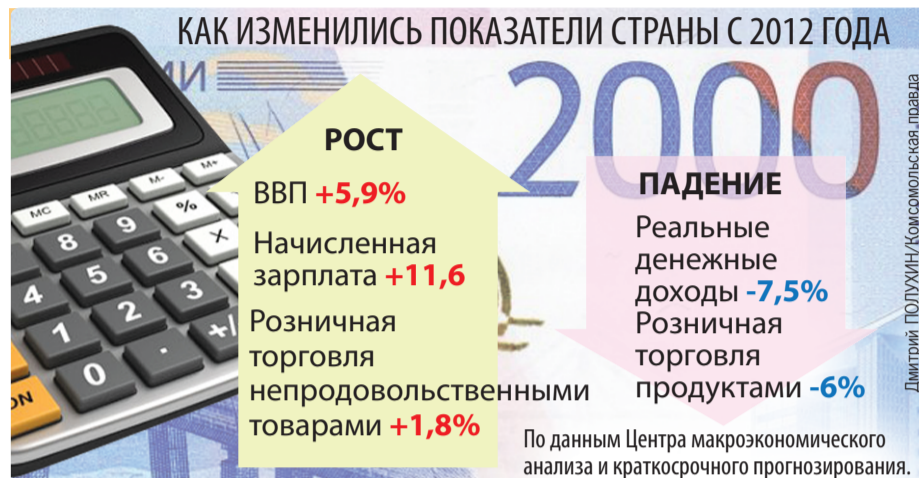 КАК ИЗМЕНИЛИСЬ ПОКАЗАТЕЛИ СТРАНЫ С 2012 ГОДА
ИИ
2000
РОСТ
ВВП +5,9%
Начисленная
зарплата +11,6
Розничная
торговля
непродовольственными
товарами +1,8%
ПАДЕНИЕ
Реальные
денежные
доходы -7,5%
Розничная
торговля
продуктами -6%
По данным Центра макроэкономического
анализа и краткосрочного прогнозирования.
Дмитрий ПОЛУХИН/Комсомольская правда
MC MR M- M+
8 9 % X
4 5 6
1 2 3 +/
0 ·
ON